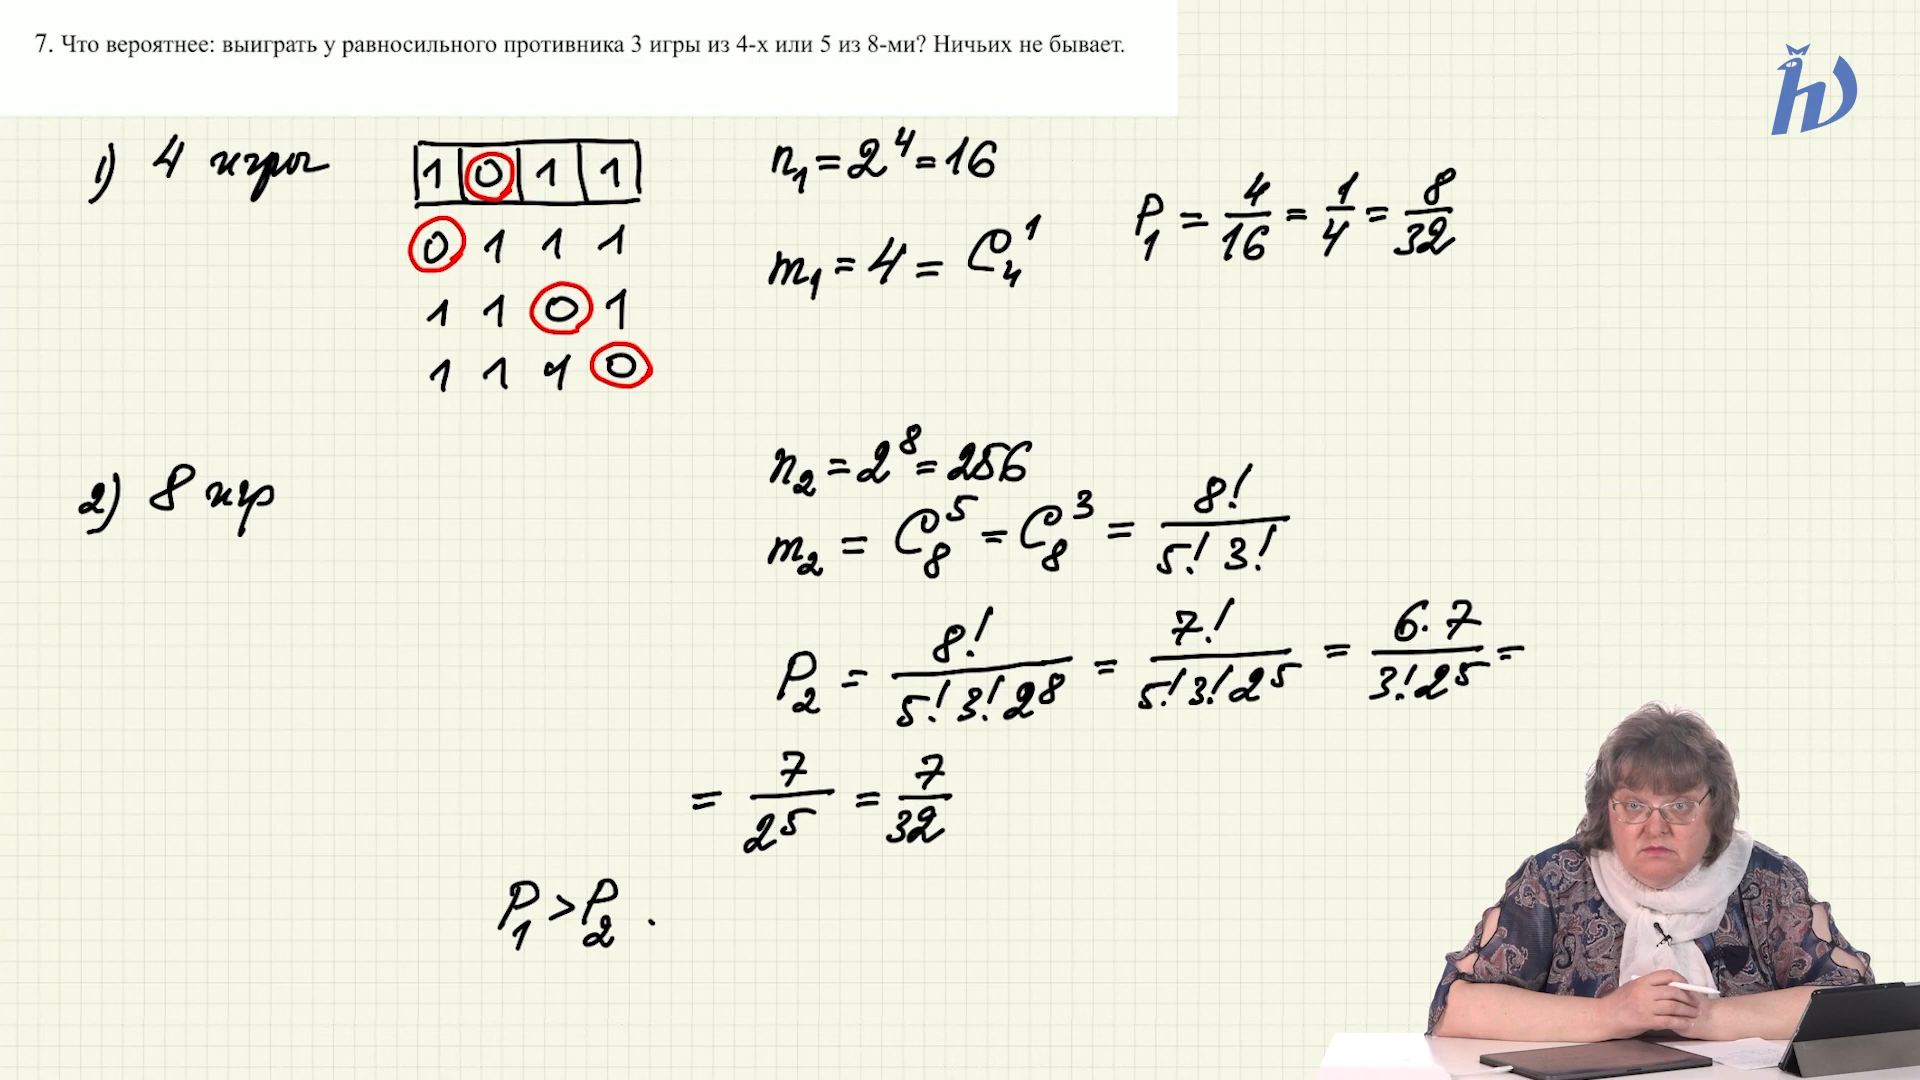 7. Что вероятнее: выиграть у равносильного противника 3 игры из 4-х или 5 из 8-ми? Ничьих не бывает.
1) 4 игры
1 0 1 1
0 1 1 1
1 1 0 1
1 1 1 0
n₁ = 2⁴ = 16
m₁ = 4 = C₄¹
P₁ = 4/16 = 1/4 = 8/32
2) 8 игр
n₂ = 2⁸ = 256
m₂ = C₈⁵ = C₈³ = 8!/(5! 3!)
P₂ = 8!/(5! 3! 2⁸) = 7!/(5! 3! 2⁵) = (6·7)/(3! 2⁵) =
= 7/2⁵ = 7/32
P₁ > P₂ .